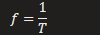 f = 1/T